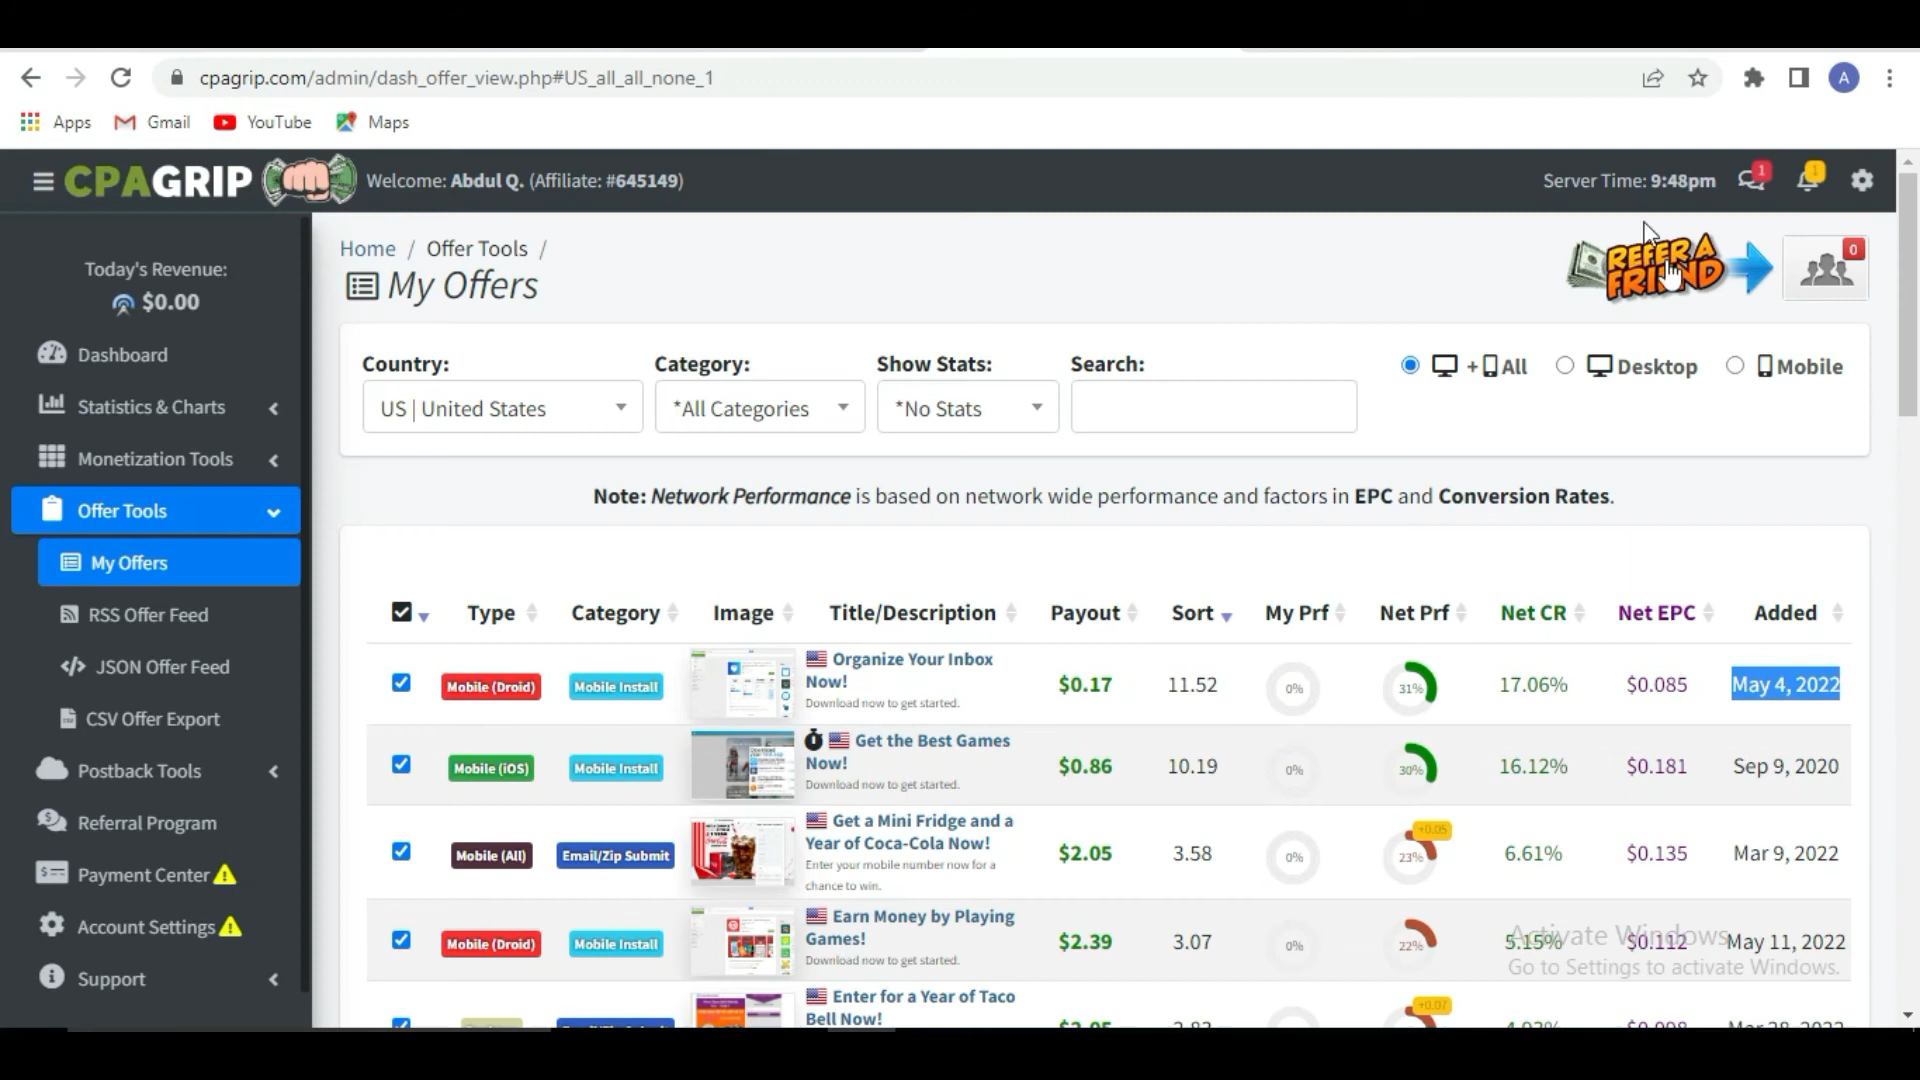 cpagrip.com/admin/dash_offer_view.php#US_all_all_none_1
A
Apps
Gmail
YouTube
Maps
CPAGRIP
Welcome: Abdul Q. (Affiliate: #645149)
Server Time: 9:48pm
1
1
Today's Revenue:
$0.00
Dashboard
Statistics & Charts
Monetization Tools
Offer Tools
My Offers
RSS Offer Feed
JSON Offer Feed
CSV Offer Export
Postback Tools
Referral Program
Payment Center
Account Settings
Support
Home / Offer Tools /
My Offers
REFER A
FRIEND
0
Country:
US | United States
Category:
*All Categories
Show Stats:
*No Stats
Search:
+ All
Desktop
Mobile
Note: Network Performance is based on network wide performance and factors in EPC and Conversion Rates.
Type Category Image Title/Description Payout Sort My Prf Net Prf Net CR Net EPC Added
Mobile (Droid) Mobile Install Organize Your Inbox
Now!
Download now to get started.
$0.17 11.52 0% 31% 17.06% $0.085 May 4, 2022
Mobile (iOS) Mobile Install Get the Best Games
Now!
Download now to get started.
$0.86 10.19 0% 30% 16.12% $0.181 Sep 9, 2020
Mobile (All) Email/Zip Submit Get a Mini Fridge and a
Year of Coca-Cola Now!
Enter your mobile number now for a
chance to win.
$2.05 3.58 0% +0.05 23% 6.61% $0.135 Mar 9, 2022
Mobile (Droid) Mobile Install Earn Money by Playing
Games!
Download now to get started.
$2.39 3.07 0% 22% 5.15% $0.112 May 11, 2022
Enter for a Year of Taco
Bell Now!
+0.07
Activate Windows
Go to Settings to activate Windows.